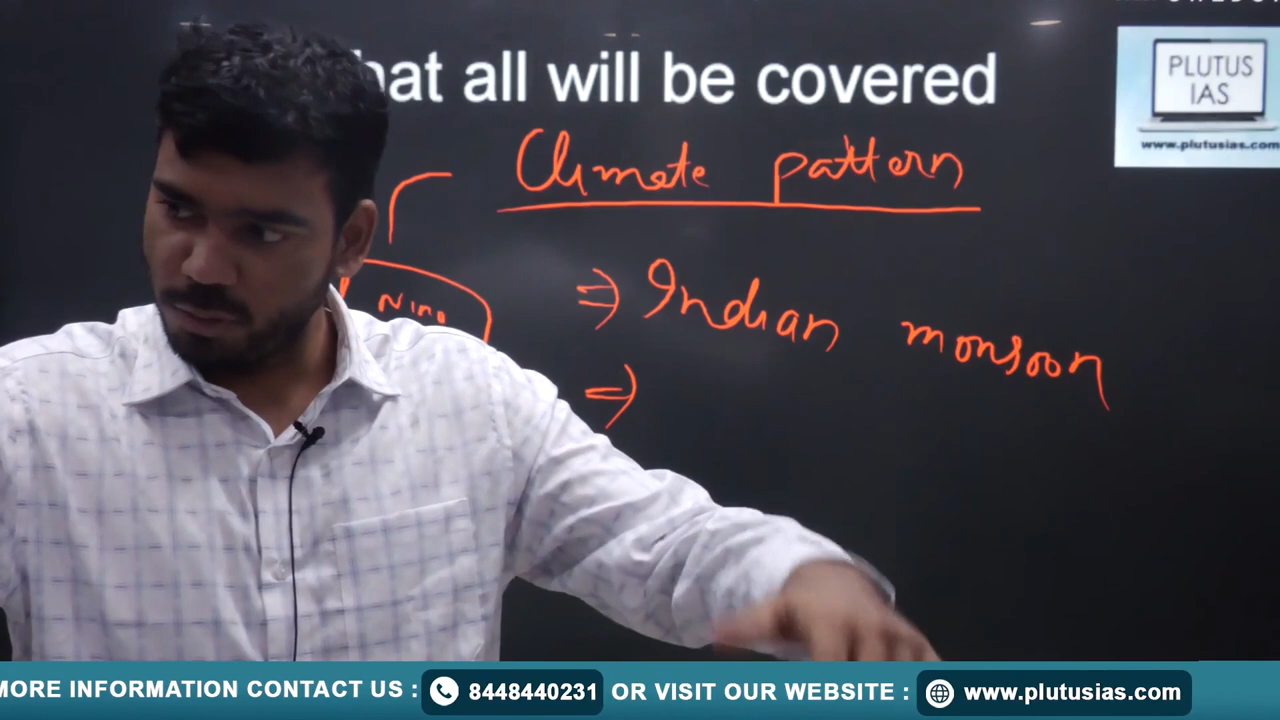 hat all will be covered
PLUTUS
IAS
www.plutusias.com
Climate pattern
Nino
⇒ Indian monsoon
⇒
MORE INFORMATION CONTACT US : 8448440231 OR VISIT OUR WEBSITE : www.plutusias.com